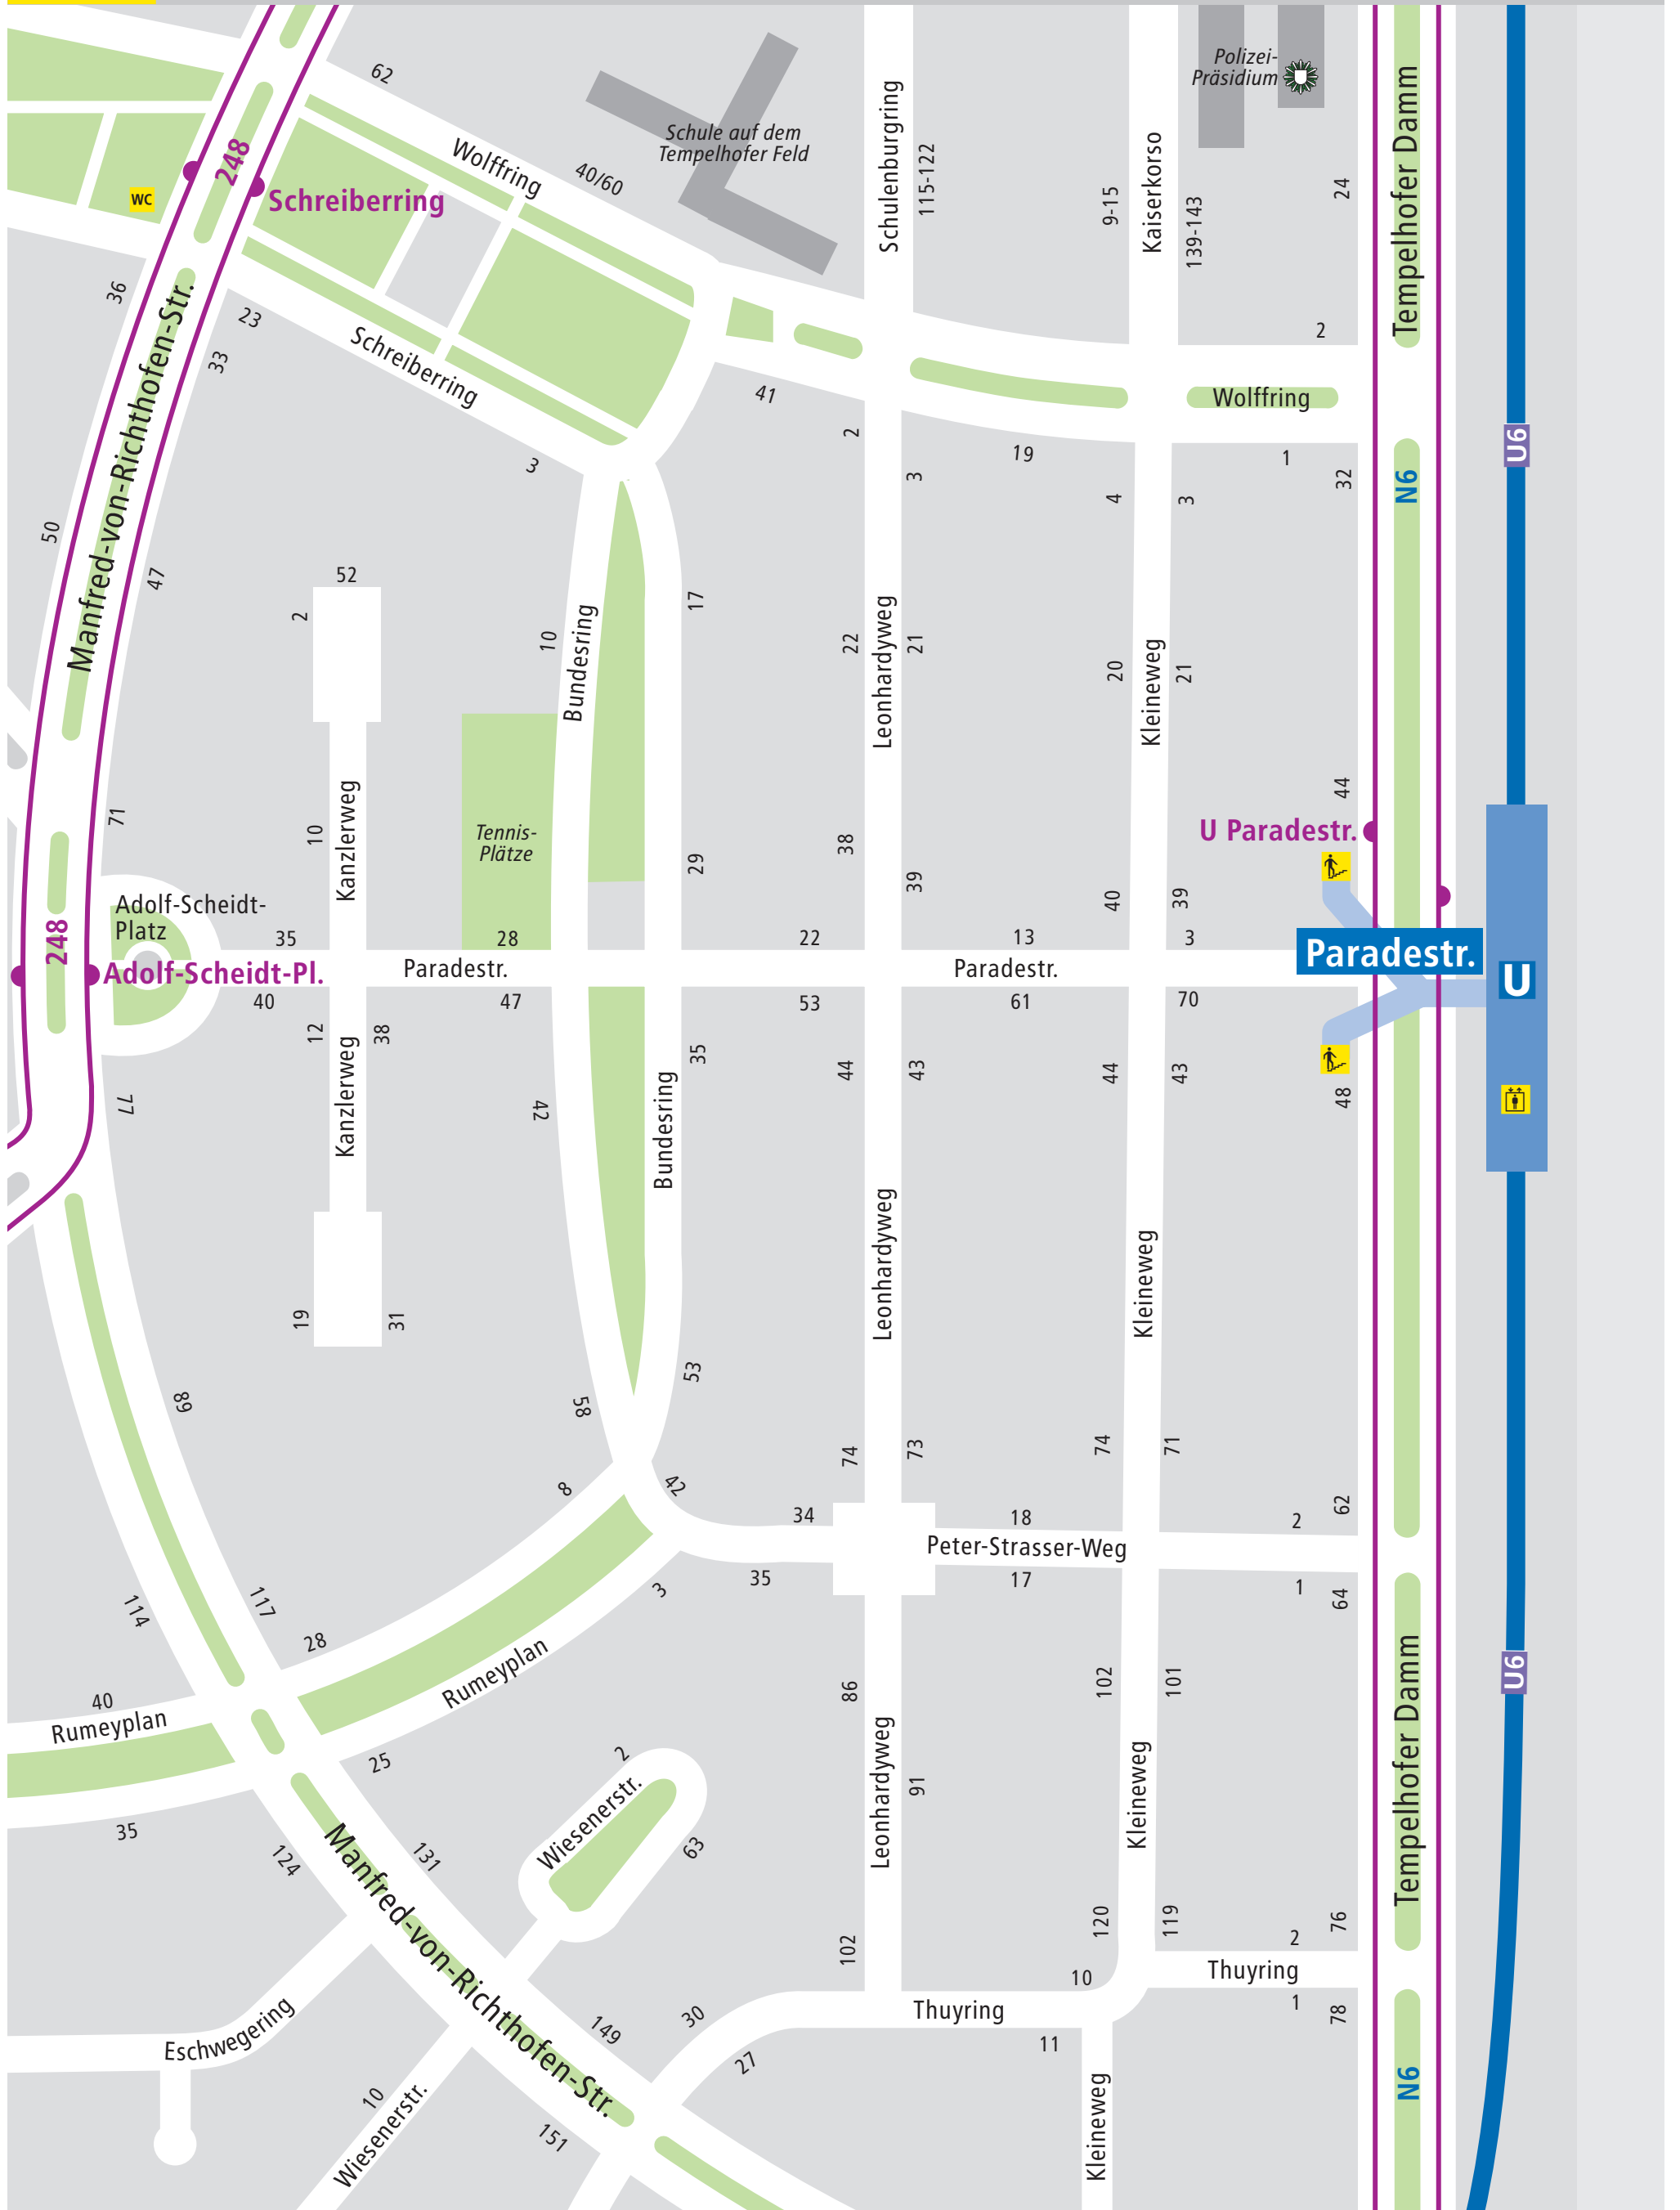 62
Wolffring
40/60
Schule auf dem
Tempelhofer Feld
Schulenburgring
115-122
9-15
Kaiserkorso
139-143
Polizei-
Präsidium
24
Tempelhofer Damm
2
248
Schreiberring
WC
36
23
33
Schreiberring
Manfred-von-Richthofen-Str.
41
Wolffring
2
3
19
1
32
N6
U6
3
4
3
50
47
52
2
10
Bundesring
17
22
Leonhardyweg
21
20
Kleineweg
21
44
U Paradestr.
71
10
Kanzlerweg
Tennis-
Plätze
29
38
39
40
39
Adolf-Scheidt-
Platz
248
Adolf-Scheidt-Pl.
35
28
22
13
3
Paradestr.
Paradestr.
Paradestr.
U
40
47
53
61
70
12
38
Kanzlerweg
42
35
Bundesring
44
43
44
43
48
77
Leonhardyweg
Kleineweg
19
31
89
58
53
74
73
74
71
8
42
34
18
2
62
Peter-Strasser-Weg
35
17
1
64
3
114
117
28
Rumeyplan
40
Rumeyplan
25
35
86
102
101
U6
Tempelhofer Damm
2
Wiesenerstr.
63
Leonhardyweg
91
Kleineweg
124
131
Manfred-von-Richthofen-Str.
102
120
119
2
76
Thuyring
10
1
78
Thuyring
11
30
27
149
Eschwegering
10
Wiesenerstr.
151
Kleineweg
N6